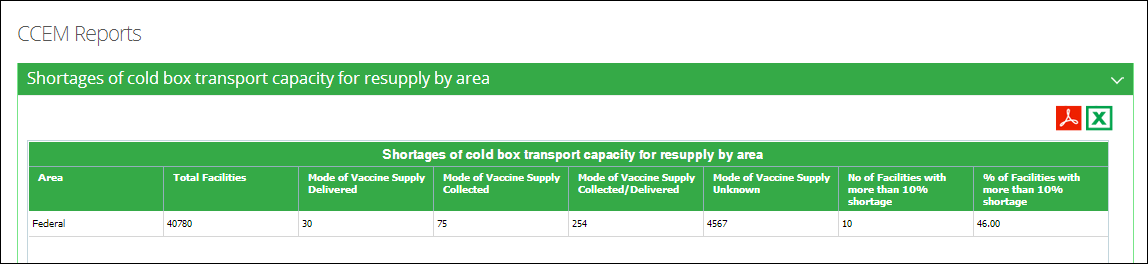 CCEM Reports
Shortages of cold box transport capacity for resupply by area
Shortages of cold box transport capacity for resupply by area
Area Total Facilities Mode of Vaccine Supply Delivered Mode of Vaccine Supply Collected Mode of Vaccine Supply Collected/Delivered Mode of Vaccine Supply Unknown No of Facilities with more than 10% shortage % of Facilities with more than 10% shortage
Federal 40780 30 75 254 4567 10 46.00